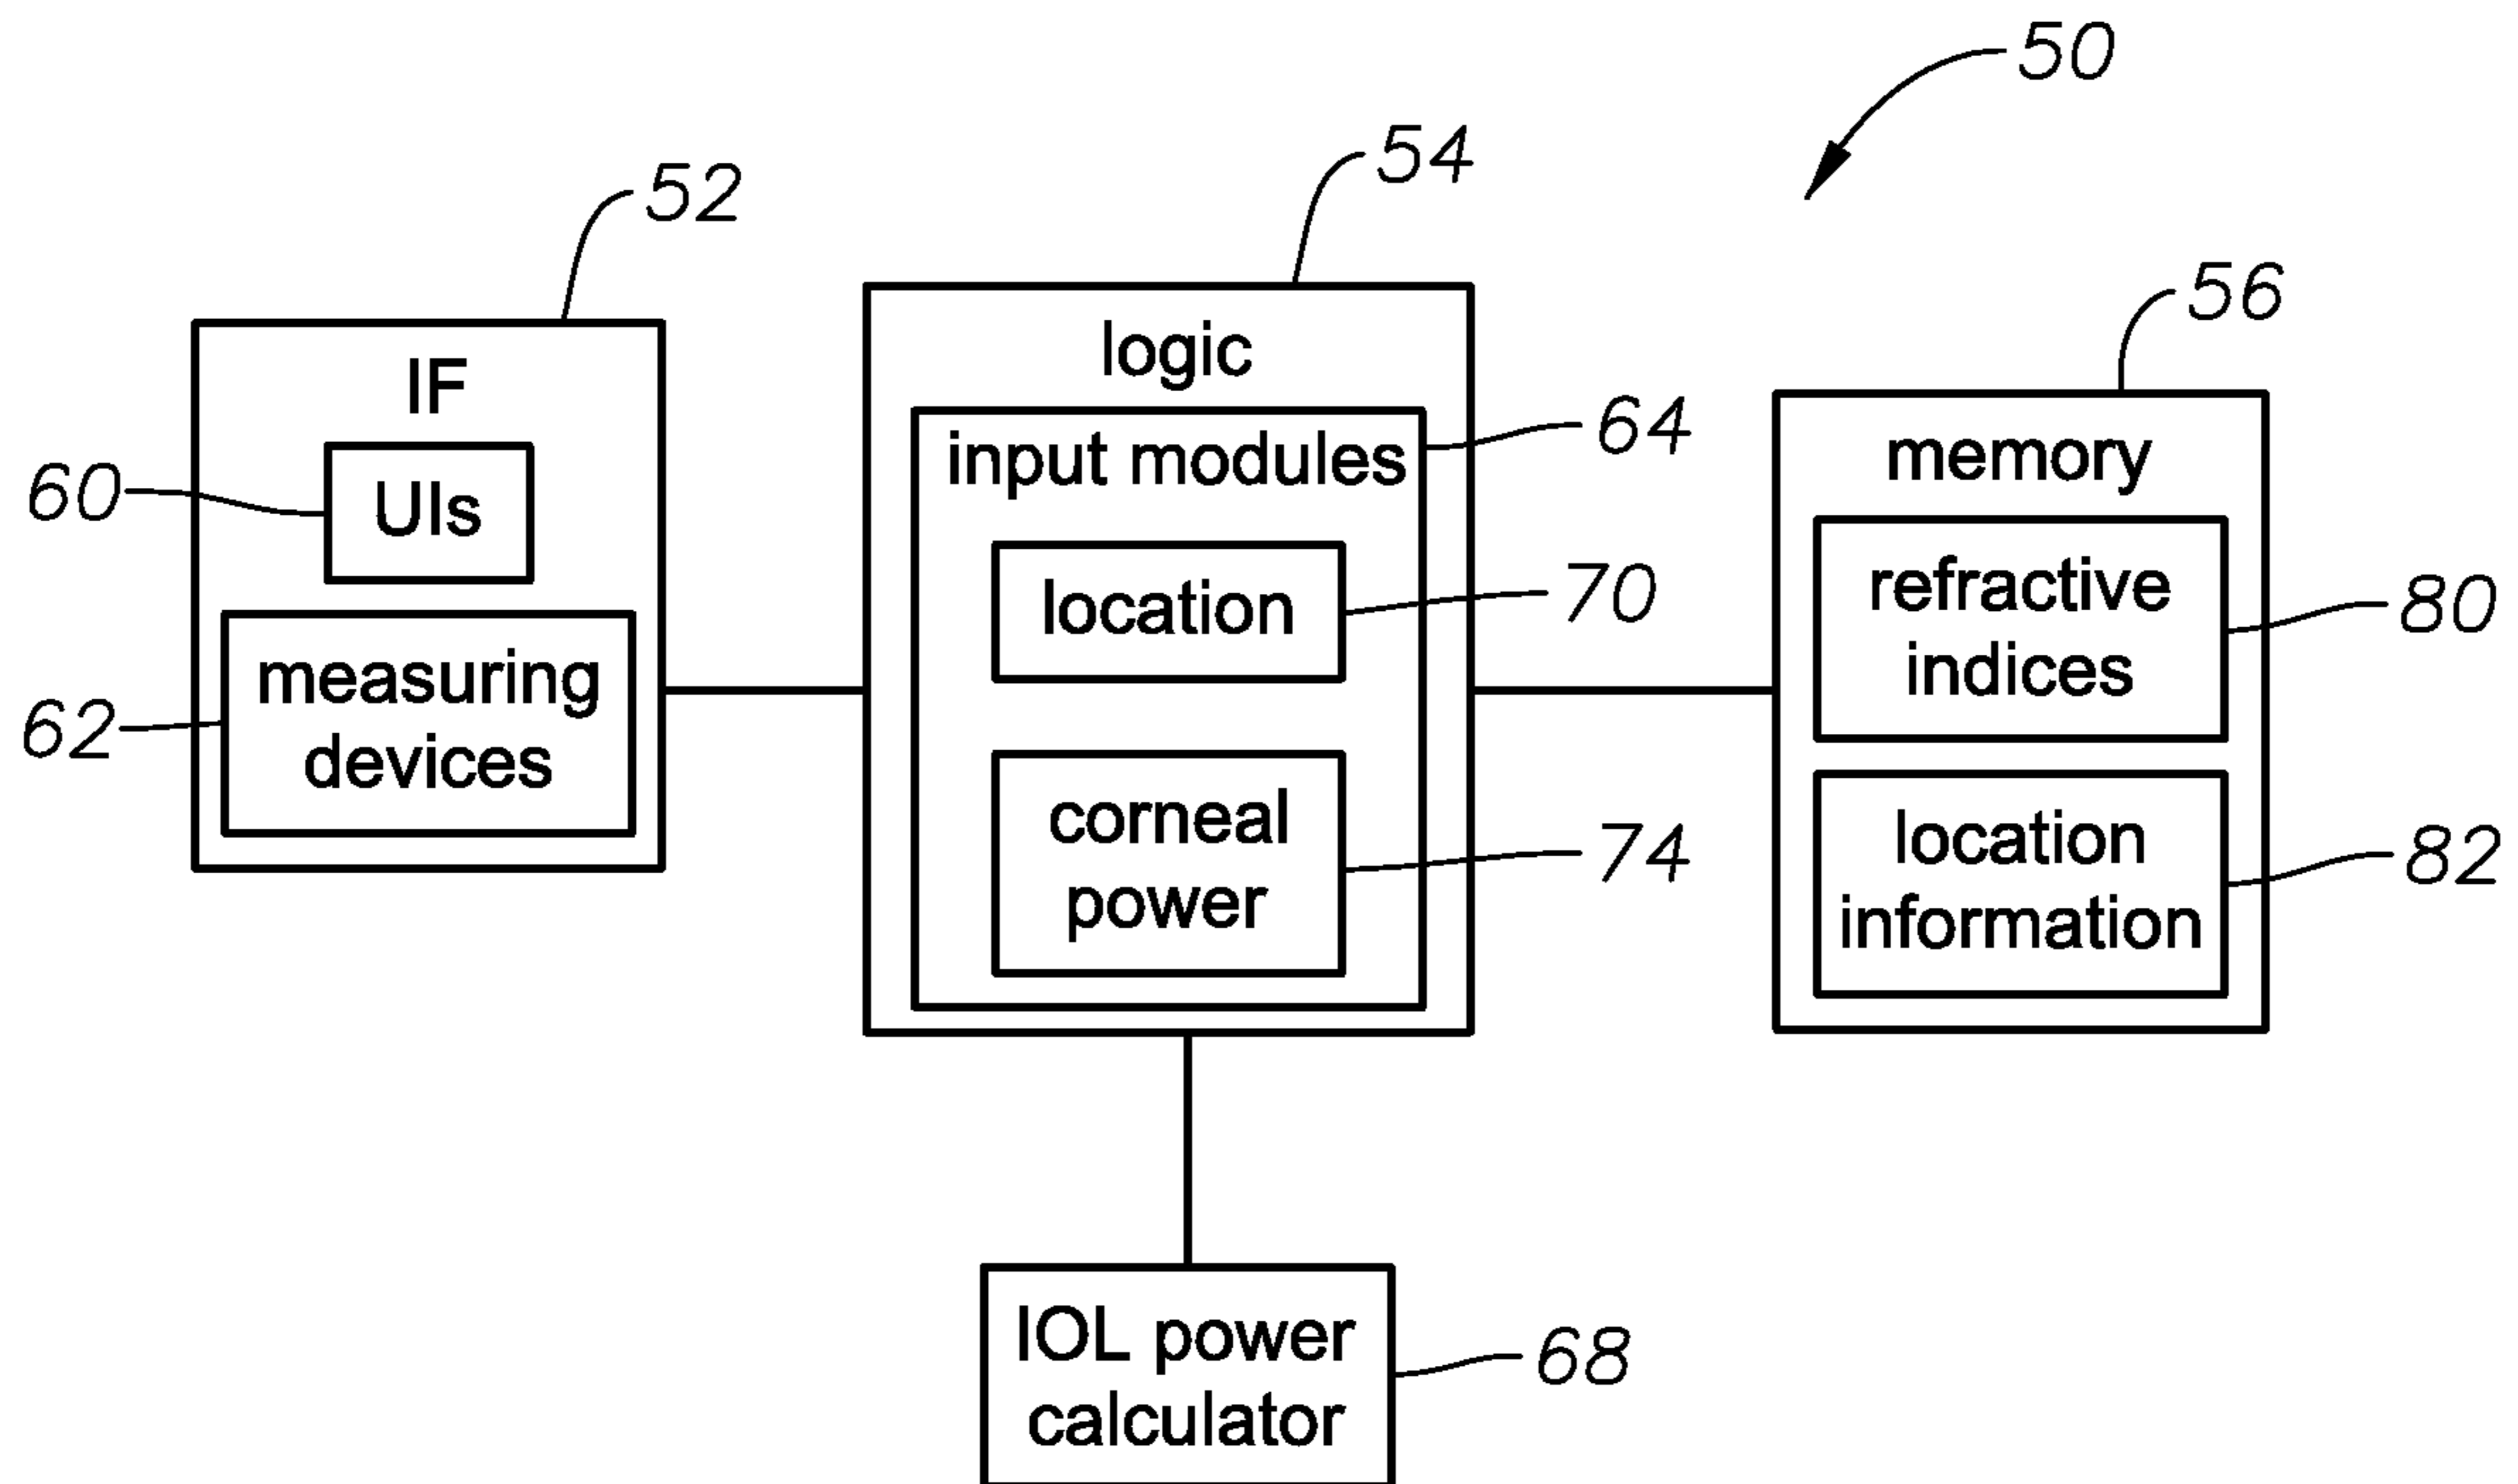 50
52
54
56
IF
60
UIs
62
measuring
devices
logic
input modules
64
location
70
corneal
power
74
memory
refractive
indices
80
location
information
82
IOL power
calculator
68